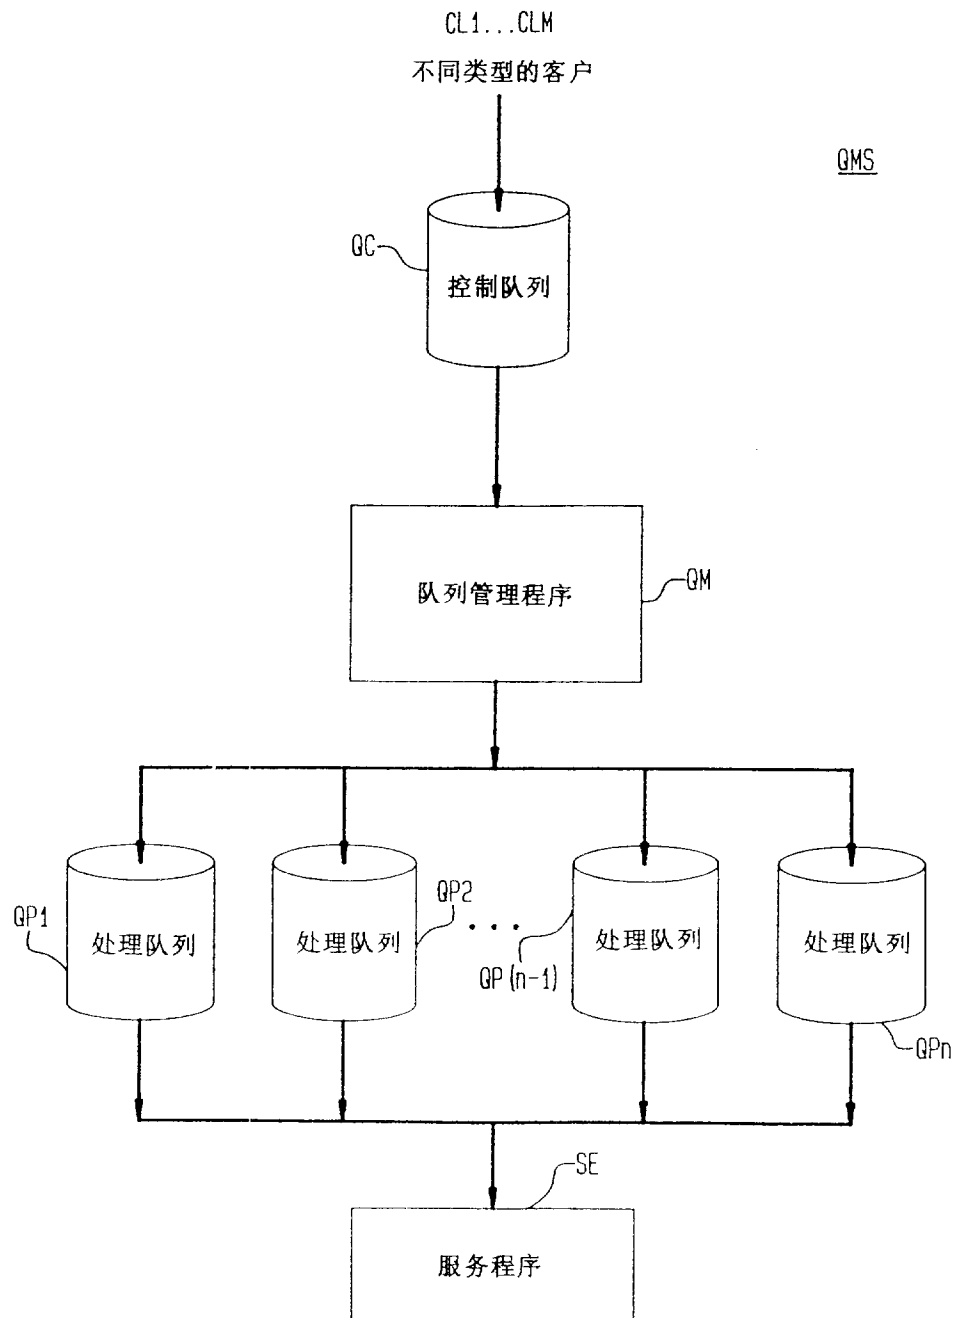 CL1...CLM
不同类型的客户
QMS
QC
控制队列
队列管理程序
QM
QP1
处理队列
处理队列
QP2
...
QP(n-1)
处理队列
处理队列
QPn
SE
服务程序